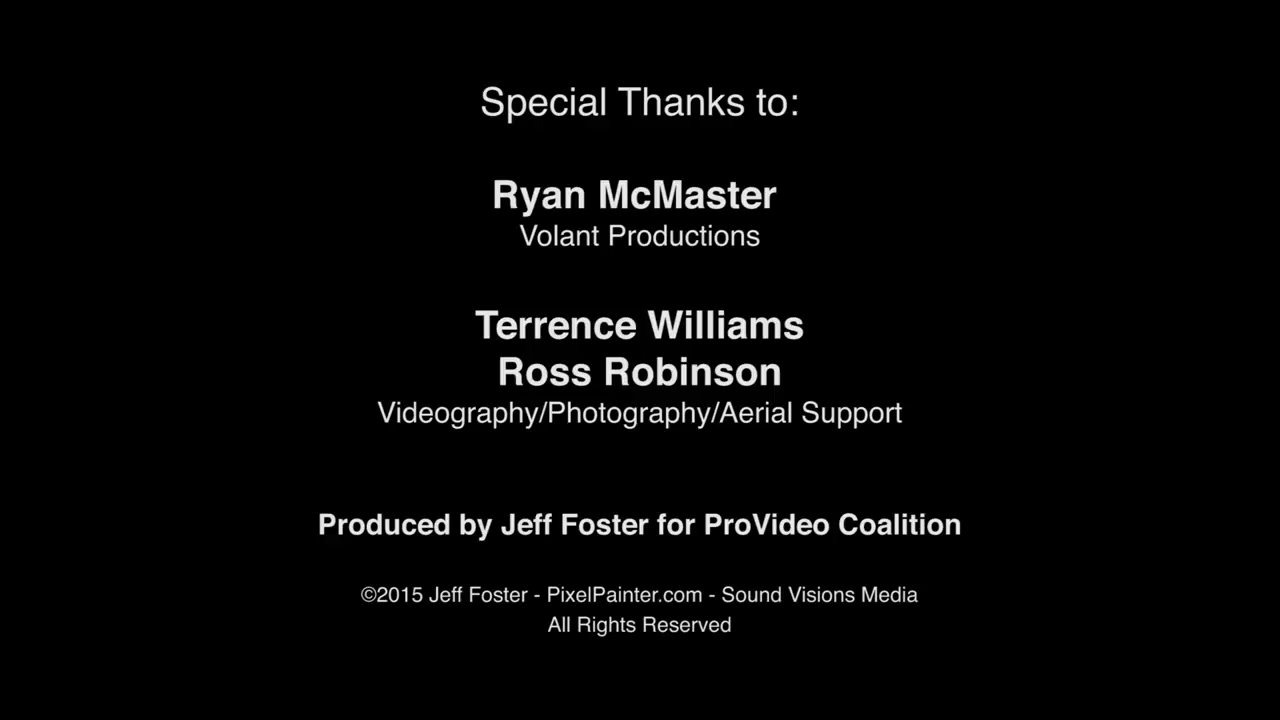 Special Thanks to:
Ryan McMaster
Volant Productions
Terrence Williams
Ross Robinson
Videography/Photography/Aerial Support
Produced by Jeff Foster for ProVideo Coalition
©2015 Jeff Foster - PixelPainter.com - Sound Visions Media
All Rights Reserved